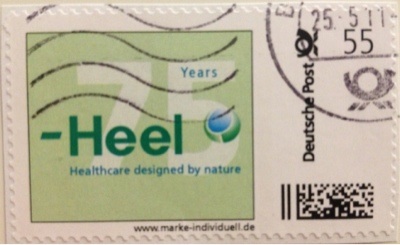 75
Years
-Heel
Healthcare designed by nature
www.marke-individuell.de
Deutsche Post
55
25.5.11